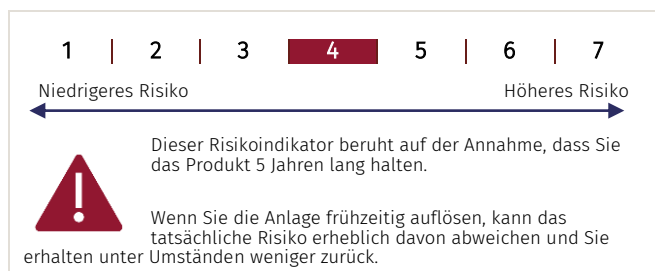 1 | 2 | 3 4 5 | 6 | 7
Niedrigeres Risiko Höheres Risiko
Dieser Risikoindikator beruht auf der Annahme, dass Sie
das Produkt 5 Jahren lang halten.
Wenn Sie die Anlage frühzeitig auflösen, kann das
tatsächliche Risiko erheblich davon abweichen und Sie
erhalten unter Umständen weniger zurück.